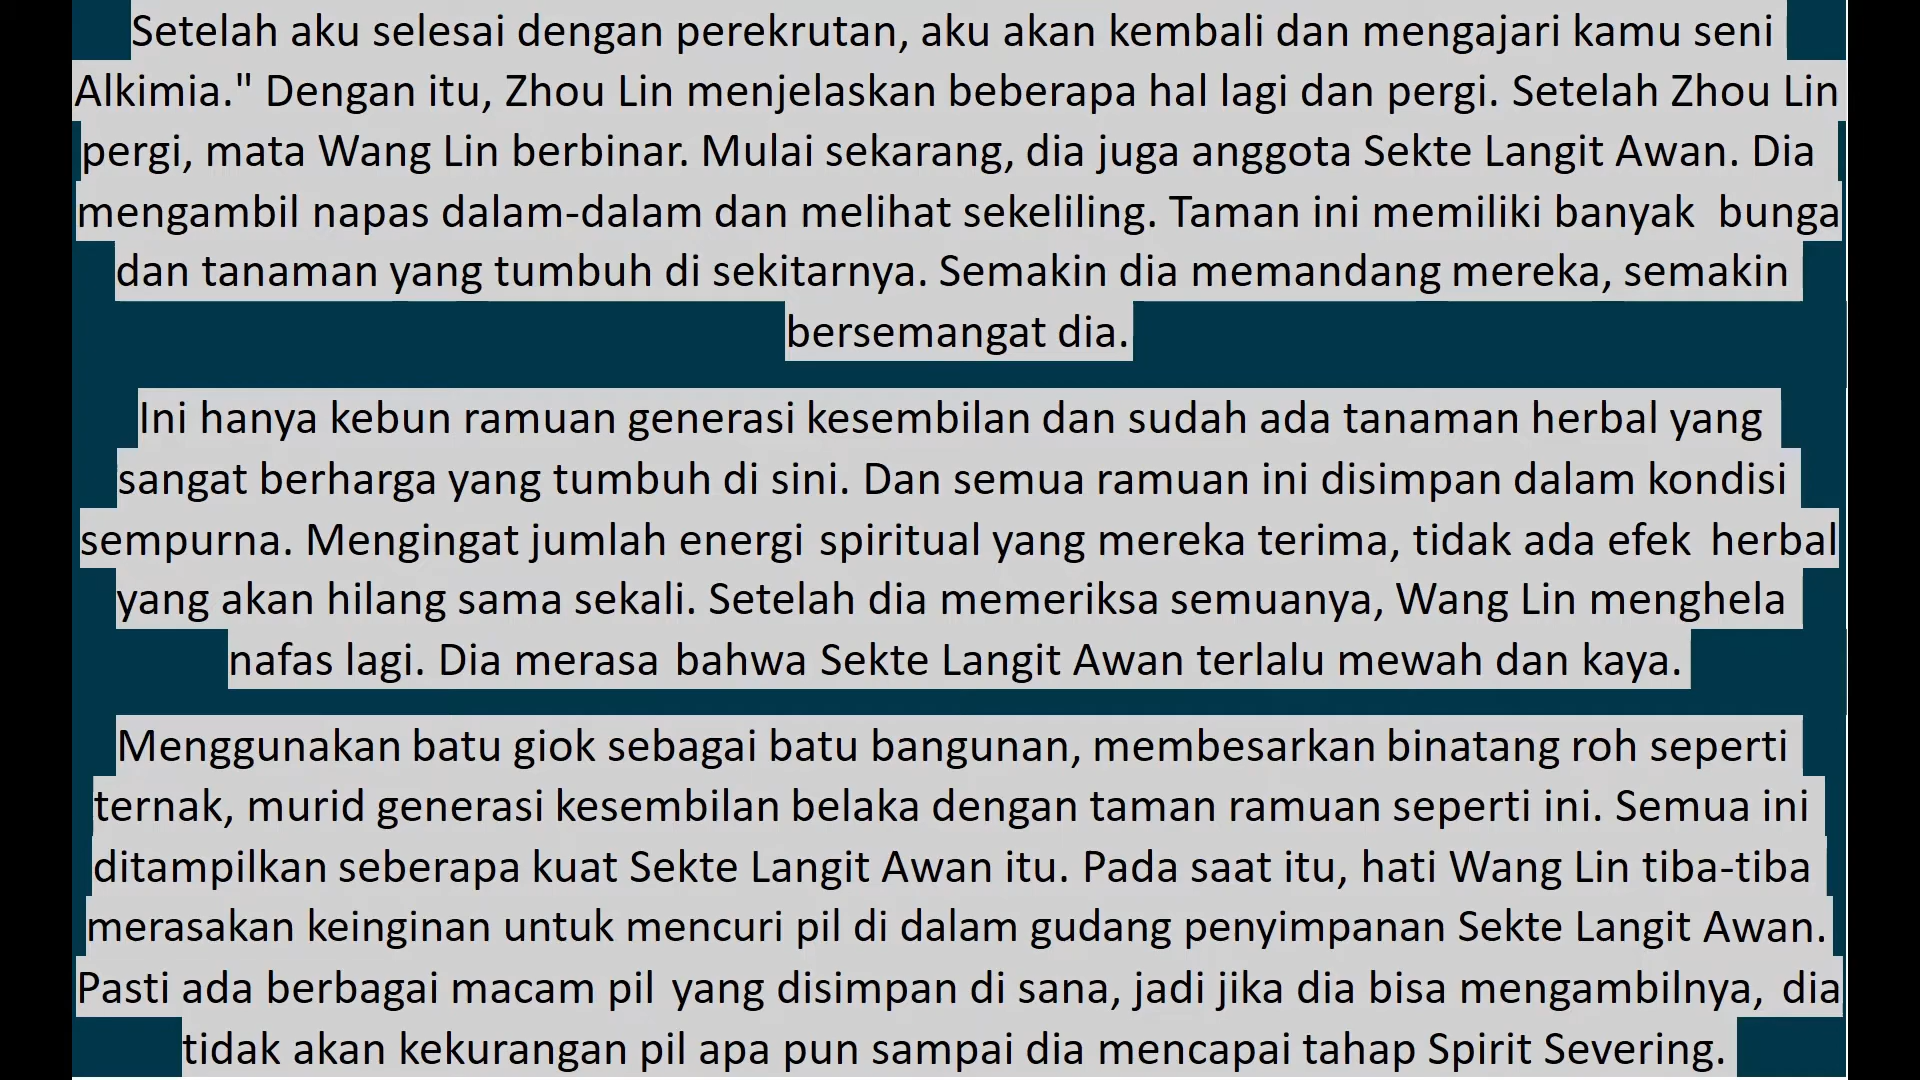 Setelah aku selesai dengan perekrutan, aku akan kembali dan mengajari kamu seni
Alkimia." Dengan itu, Zhou Lin menjelaskan beberapa hal lagi dan pergi. Setelah Zhou Lin
pergi, mata Wang Lin berbinar. Mulai sekarang, dia juga anggota Sekte Langit Awan. Dia
mengambil napas dalam-dalam dan melihat sekeliling. Taman ini memiliki banyak bunga
dan tanaman yang tumbuh di sekitarnya. Semakin dia memandang mereka, semakin
bersemangat dia.
Ini hanya kebun ramuan generasi kesembilan dan sudah ada tanaman herbal yang
sangat berharga yang tumbuh di sini. Dan semua ramuan ini disimpan dalam kondisi
sempurna. Mengingat jumlah energi spiritual yang mereka terima, tidak ada efek herbal
yang akan hilang sama sekali. Setelah dia memeriksa semuanya, Wang Lin menghela
nafas lagi. Dia merasa bahwa Sekte Langit Awan terlalu mewah dan kaya.
Menggunakan batu giok sebagai batu bangunan, membesarkan binatang roh seperti
ternak, murid generasi kesembilan belaka dengan taman ramuan seperti ini. Semua ini
ditampilkan seberapa kuat Sekte Langit Awan itu. Pada saat itu, hati Wang Lin tiba-tiba
merasakan keinginan untuk mencuri pil di dalam gudang penyimpanan Sekte Langit Awan.
Pasti ada berbagai macam pil yang disimpan di sana, jadi jika dia bisa mengambilnya, dia
tidak akan kekurangan pil apa pun sampai dia mencapai tahap Spirit Severing.